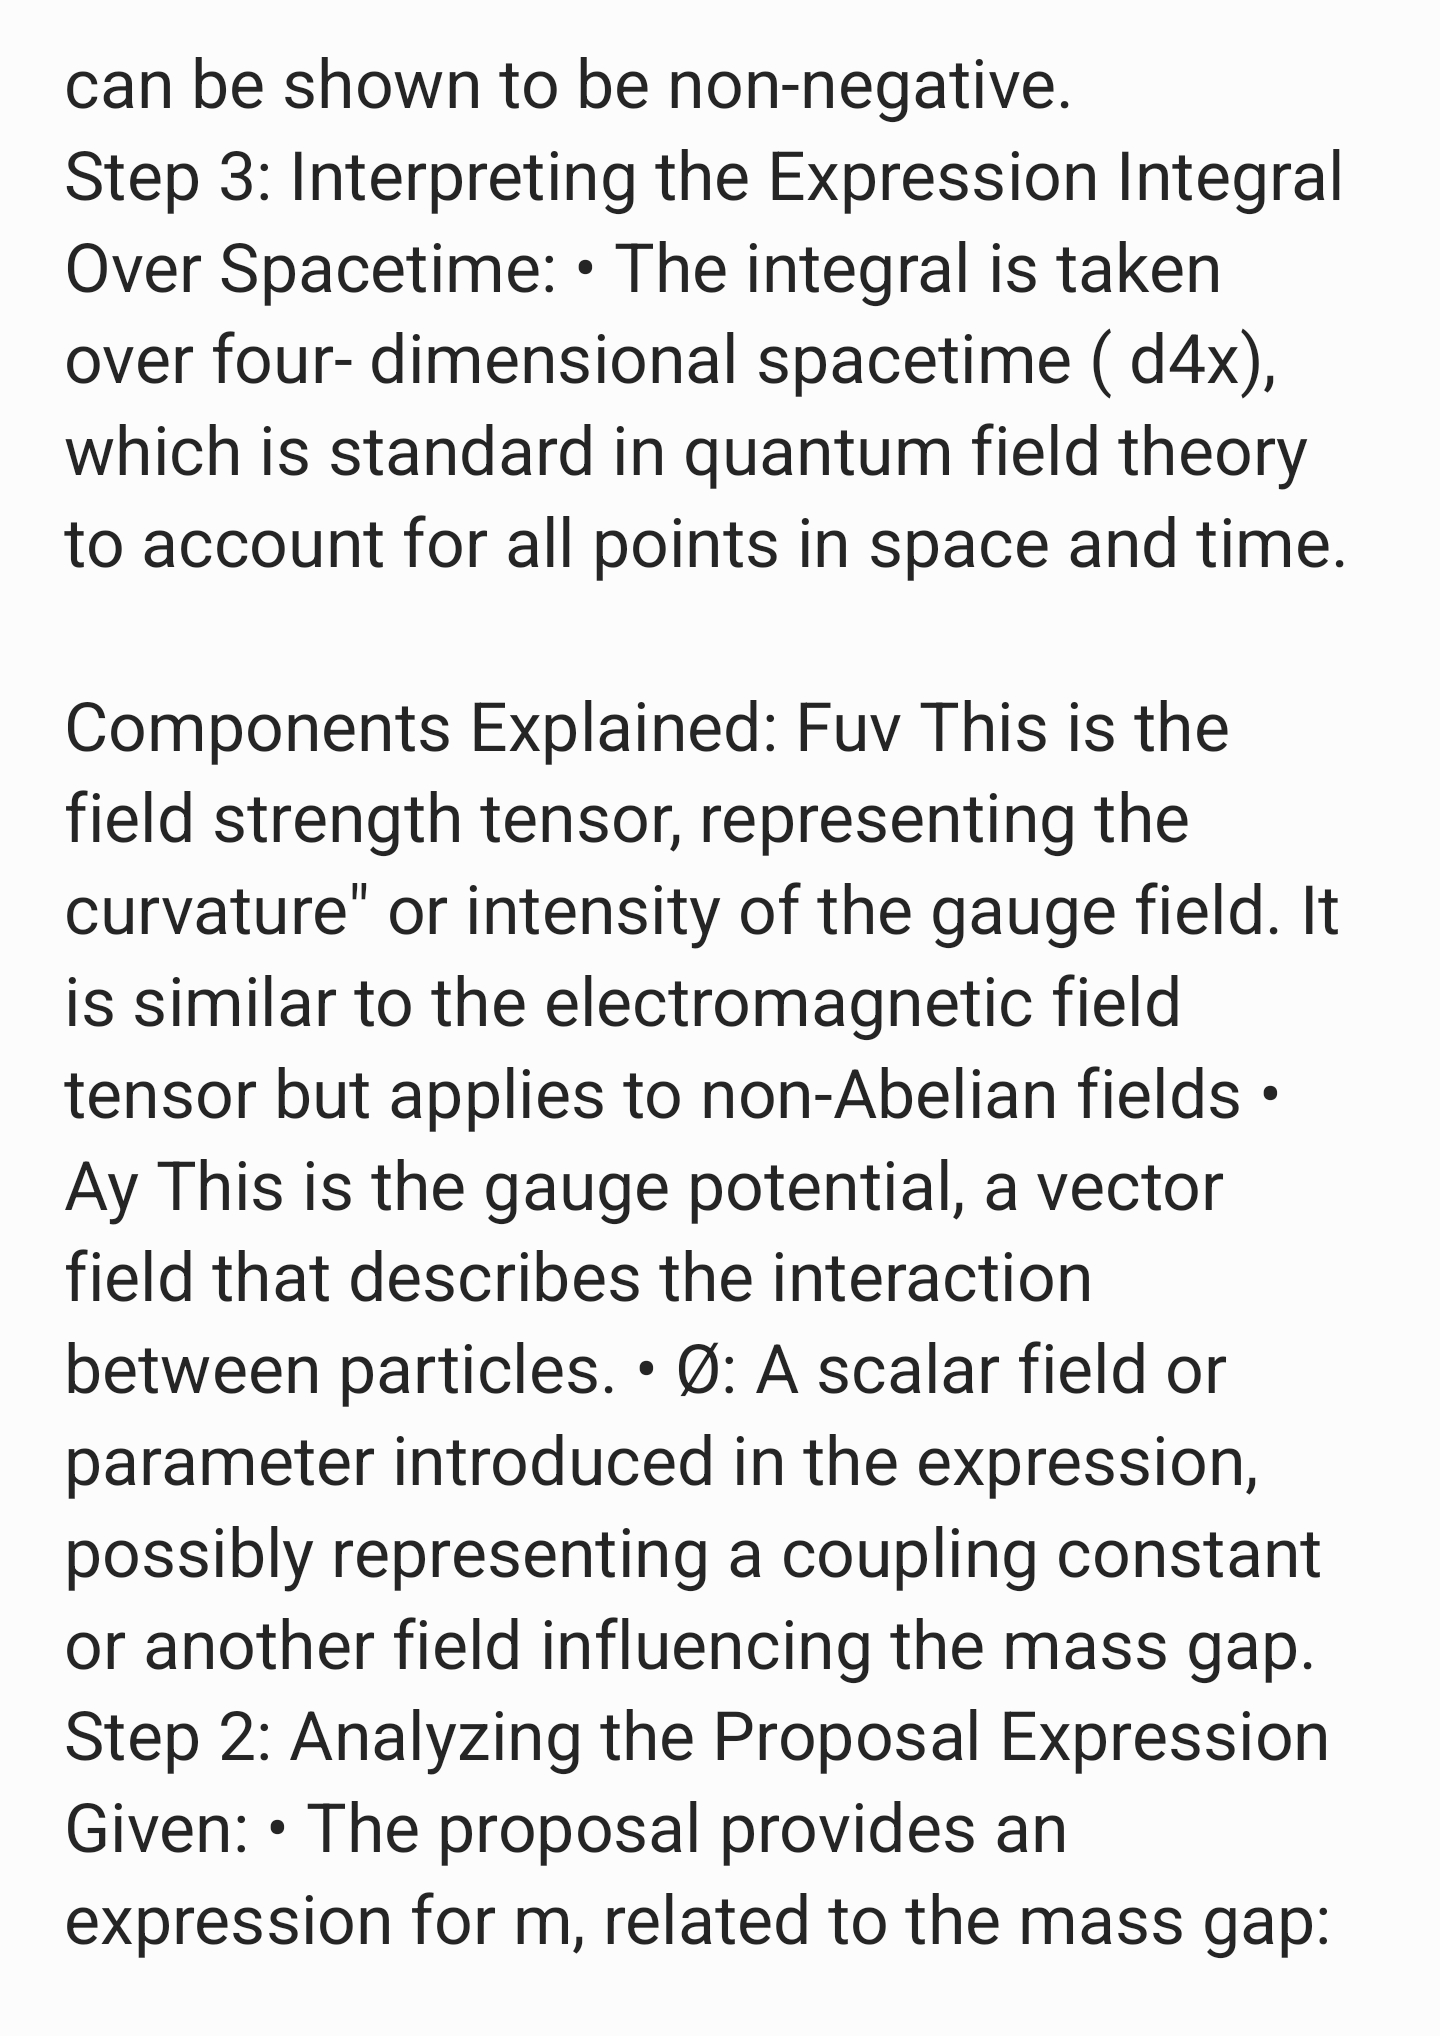 can be shown to be non-negative.
Step 3: Interpreting the Expression Integral
Over Spacetime: • The integral is taken
over four- dimensional spacetime ( d4x),
which is standard in quantum field theory
to account for all points in space and time.
Components Explained: Fuv This is the
field strength tensor, representing the
curvature" or intensity of the gauge field. It
is similar to the electromagnetic field
tensor but applies to non-Abelian fields •
Ay This is the gauge potential, a vector
field that describes the interaction
between particles. • Ø: A scalar field or
parameter introduced in the expression,
possibly representing a coupling constant
or another field influencing the mass gap.
Step 2: Analyzing the Proposal Expression
Given: • The proposal provides an
expression for m, related to the mass gap: